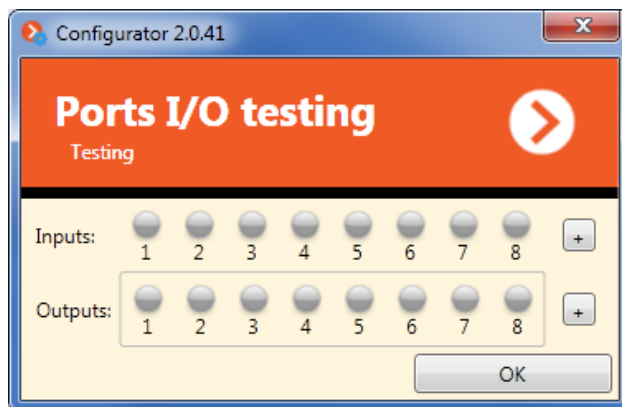 Configurator 2.0.41
X
Ports I/O testing
Testing
Inputs:
1 2 3 4 5 6 7 8
+
Outputs:
1 2 3 4 5 6 7 8
+
OK